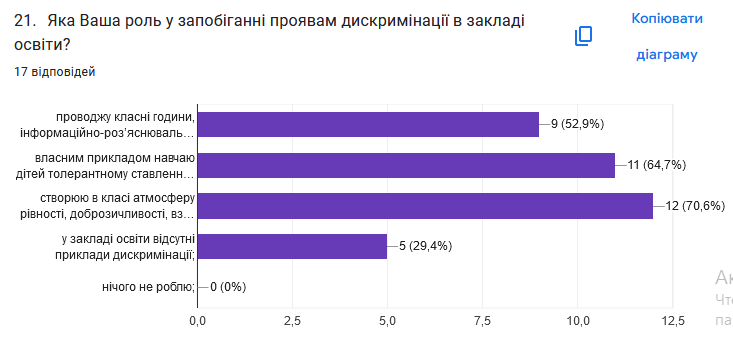 21. Яка Ваша роль у запобіганні проявам дискримінації в закладі
освіти?
Копіювати
діаграму
17 відповідей
проводжу класні години,
інформаційно-роз’яснюваль…
9 (52,9%)
власним прикладом навчаю
дітей толерантному ставленн…
11 (64,7%)
створюю в класі атмосферу
рівності, доброзичливості, вз…
12 (70,6%)
у закладі освіти відсутні
приклади дискримінації;
5 (29,4%)
нічого не роблю;
0 (0%)
0,0 2,5 5,0 7,5 10,0 12,5